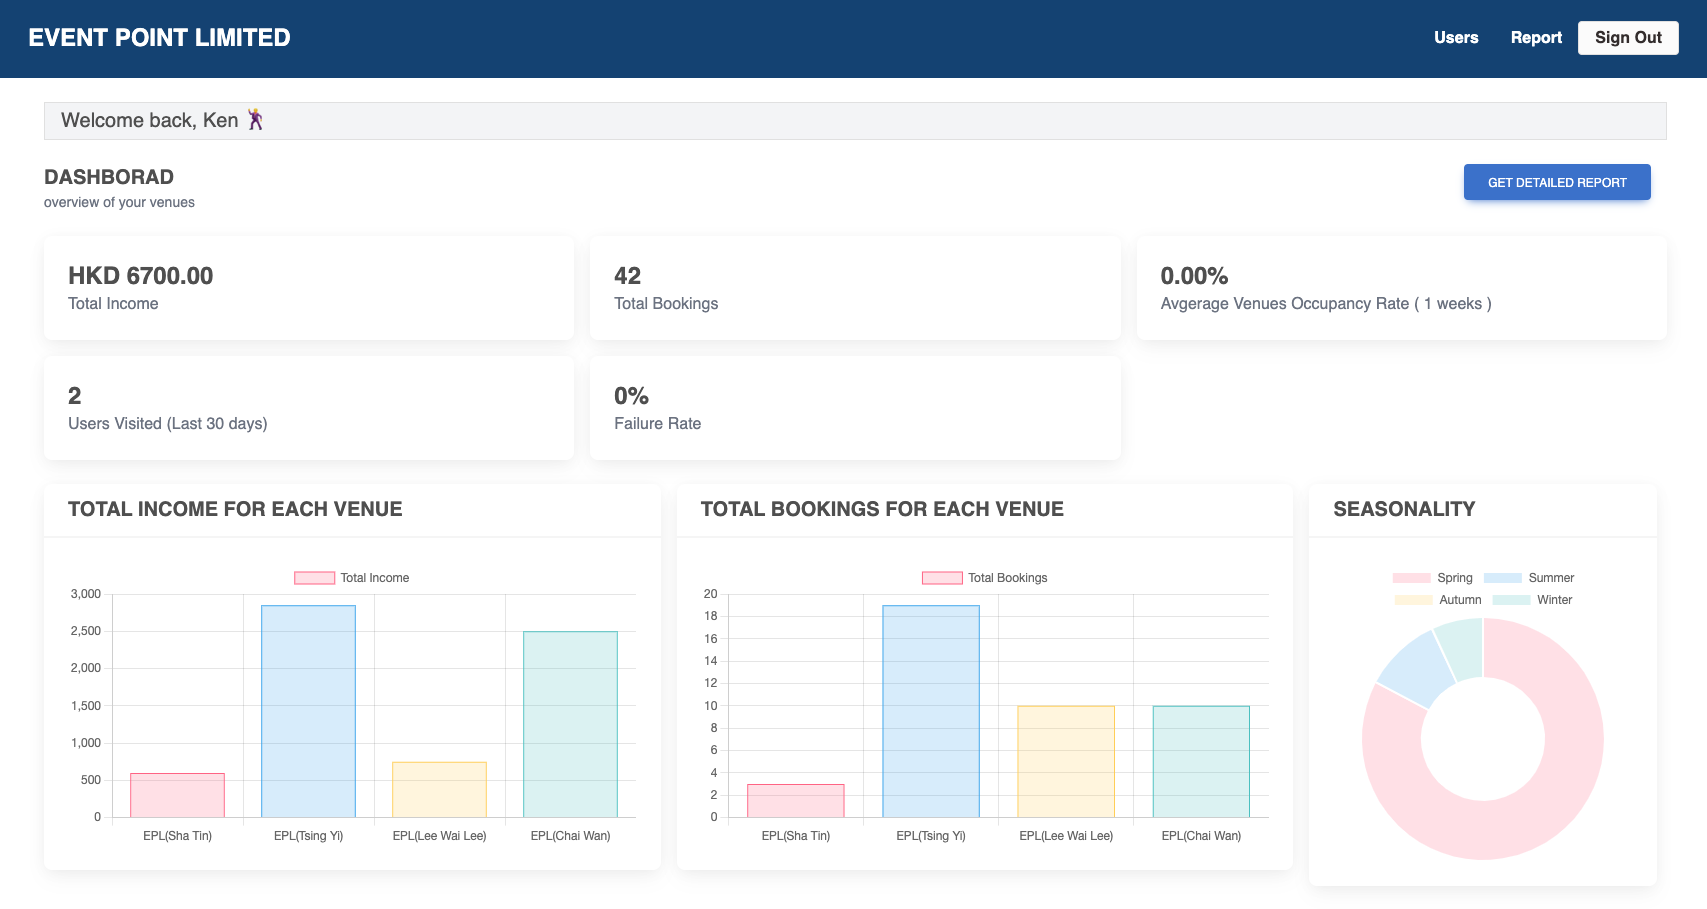 EVENT POINT LIMITED
Users Report Sign Out
Welcome back, Ken
DASHBORAD
overview of your venues
GET DETAILED REPORT
HKD 6700.00
Total Income
42
Total Bookings
0.00%
Avgerage Venues Occupancy Rate ( 1 weeks )
2
Users Visited (Last 30 days)
0%
Failure Rate
TOTAL INCOME FOR EACH VENUE
Total Income
3,000
2,500
2,000
1,500
1,000
500
0
EPL(Sha Tin) EPL(Tsing Yi) EPL(Lee Wai Lee) EPL(Chai Wan)
TOTAL BOOKINGS FOR EACH VENUE
Total Bookings
20
18
16
14
12
10
8
6
4
2
0
EPL(Sha Tin) EPL(Tsing Yi) EPL(Lee Wai Lee) EPL(Chai Wan)
SEASONALITY
Spring Summer
Autumn Winter